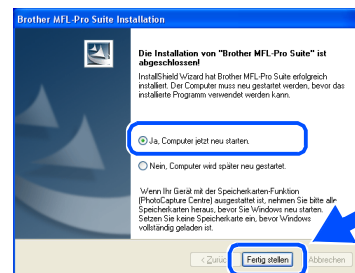 Brother MFL-Pro Suite Installation
Die Installation von "Brother MFL-Pro Suite" ist
abgeschlossen!
InstallShield Wizard hat Brother MFL-Pro Suite erfolgreich
installiert. Der Computer muss neu gestartet werden, bevor das
installierte Programm verwendet werden kann.
Ja, Computer jetzt neu starten.
Nein, Computer wird später neu gestartet.
Wenn Ihr Gerät mit der Speicherkarten-Funktion
(PhotoCapture Centre) ausgestattet ist, nehmen Sie bitte alle
Speicherkarten heraus, bevor Sie Windows neu starten.
Setzen Sie keine Speicherkarte ein, bevor Windows
vollständig geladen ist.
< Zurück
Fertig stellen
Abbrechen